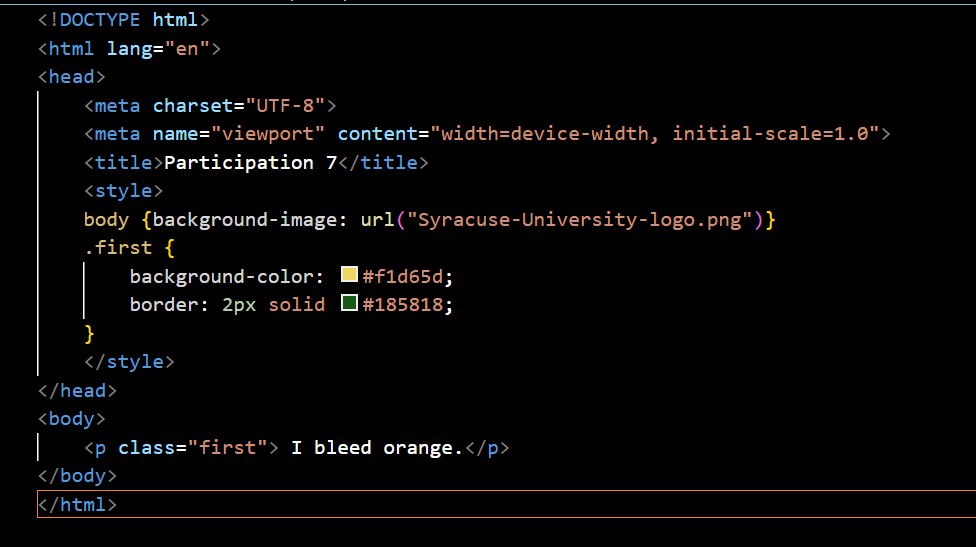 <!DOCTYPE html>
<html lang="en">
<head>
    <meta charset="UTF-8">
    <meta name="viewport" content="width=device-width, initial-scale=1.0">
    <title>Participation 7</title>
    <style>
    body {background-image: url("Syracuse-University-logo.png")}
    .first {
        background-color: #f1d65d;
        border: 2px solid #185818;
    }
    </style>
</head>
<body>
    <p class="first"> I bleed orange.</p>
</body>
</html>